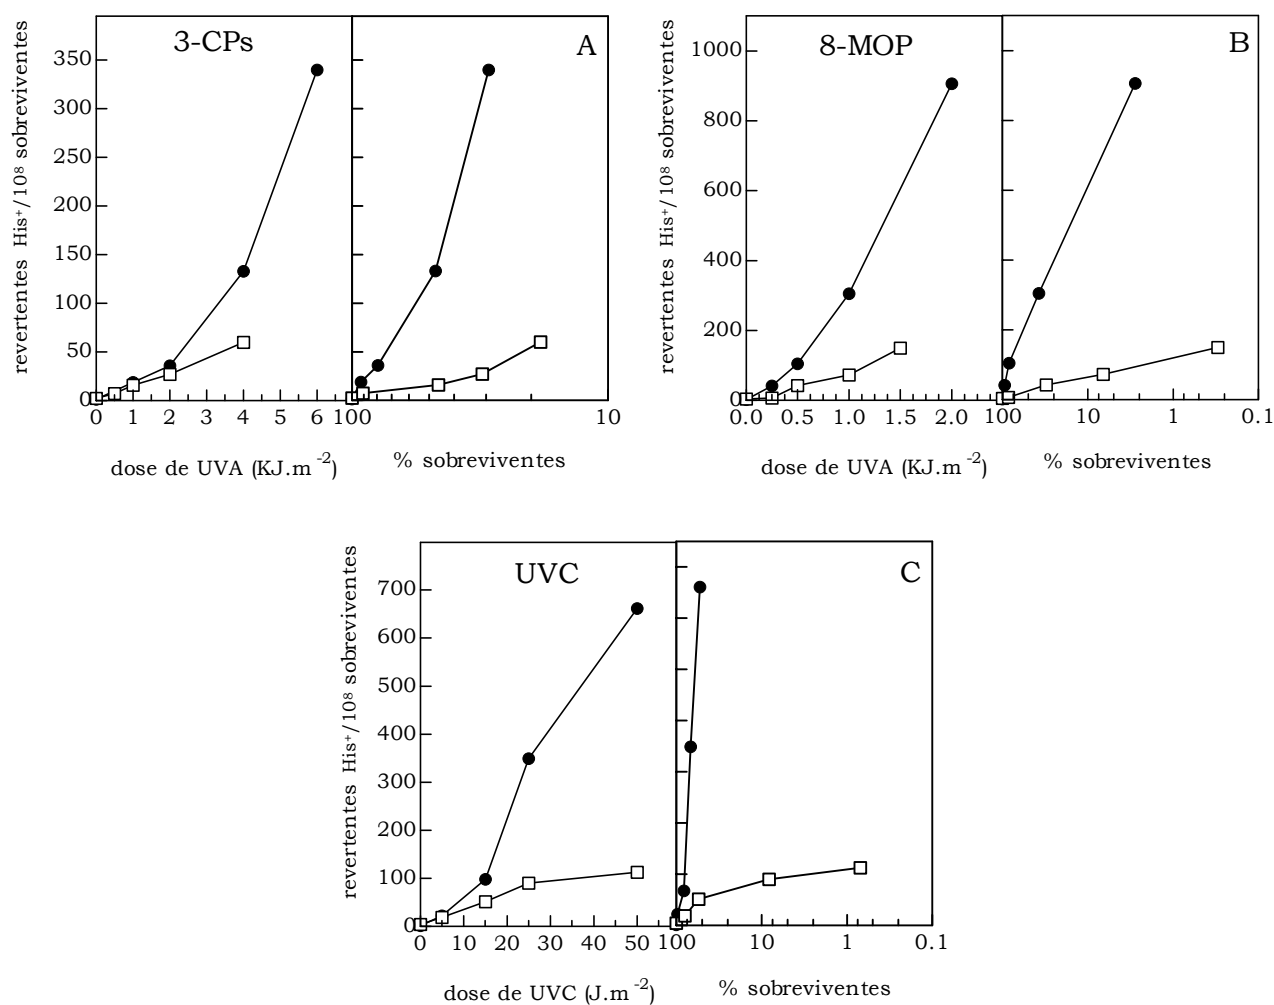 3-CPs
A
revertentes His⁺/10⁸ sobreviventes
350
300
250
200
150
100
50
0
0 1 2 3 4 5 6 100 10
dose de UVA (KJ.m⁻²)
% sobreviventes
8-MOP
B
revertentes His⁺/10⁸ sobreviventes
1000
800
600
400
200
0
0.0 0.5 1.0 1.5 2.0 100 10 1 0.1
dose de UVA (KJ.m⁻²)
% sobreviventes
UVC
C
revertentes His⁺/10⁸ sobreviventes
700
600
500
400
300
200
100
0
0 10 20 30 40 50 100 10 1 0.1
dose de UVC (J.m⁻²)
% sobreviventes